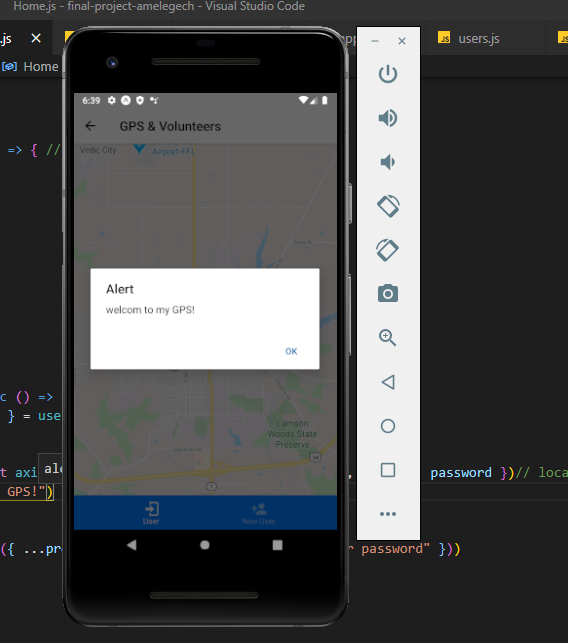 Home.js - final-project-amelegech - Visual Studio Code
.js
users.js
Home
=> { //
6:39
GPS & Volunteers
Vedic City
Airport-FFL
Alert
welcom to my GPS!
OK
c () =>
} = use
Lamson
Woods State
Preserve
t axi
ale
, password })// loca
GPS!")
User
New User
({ ...pr
r password" }))